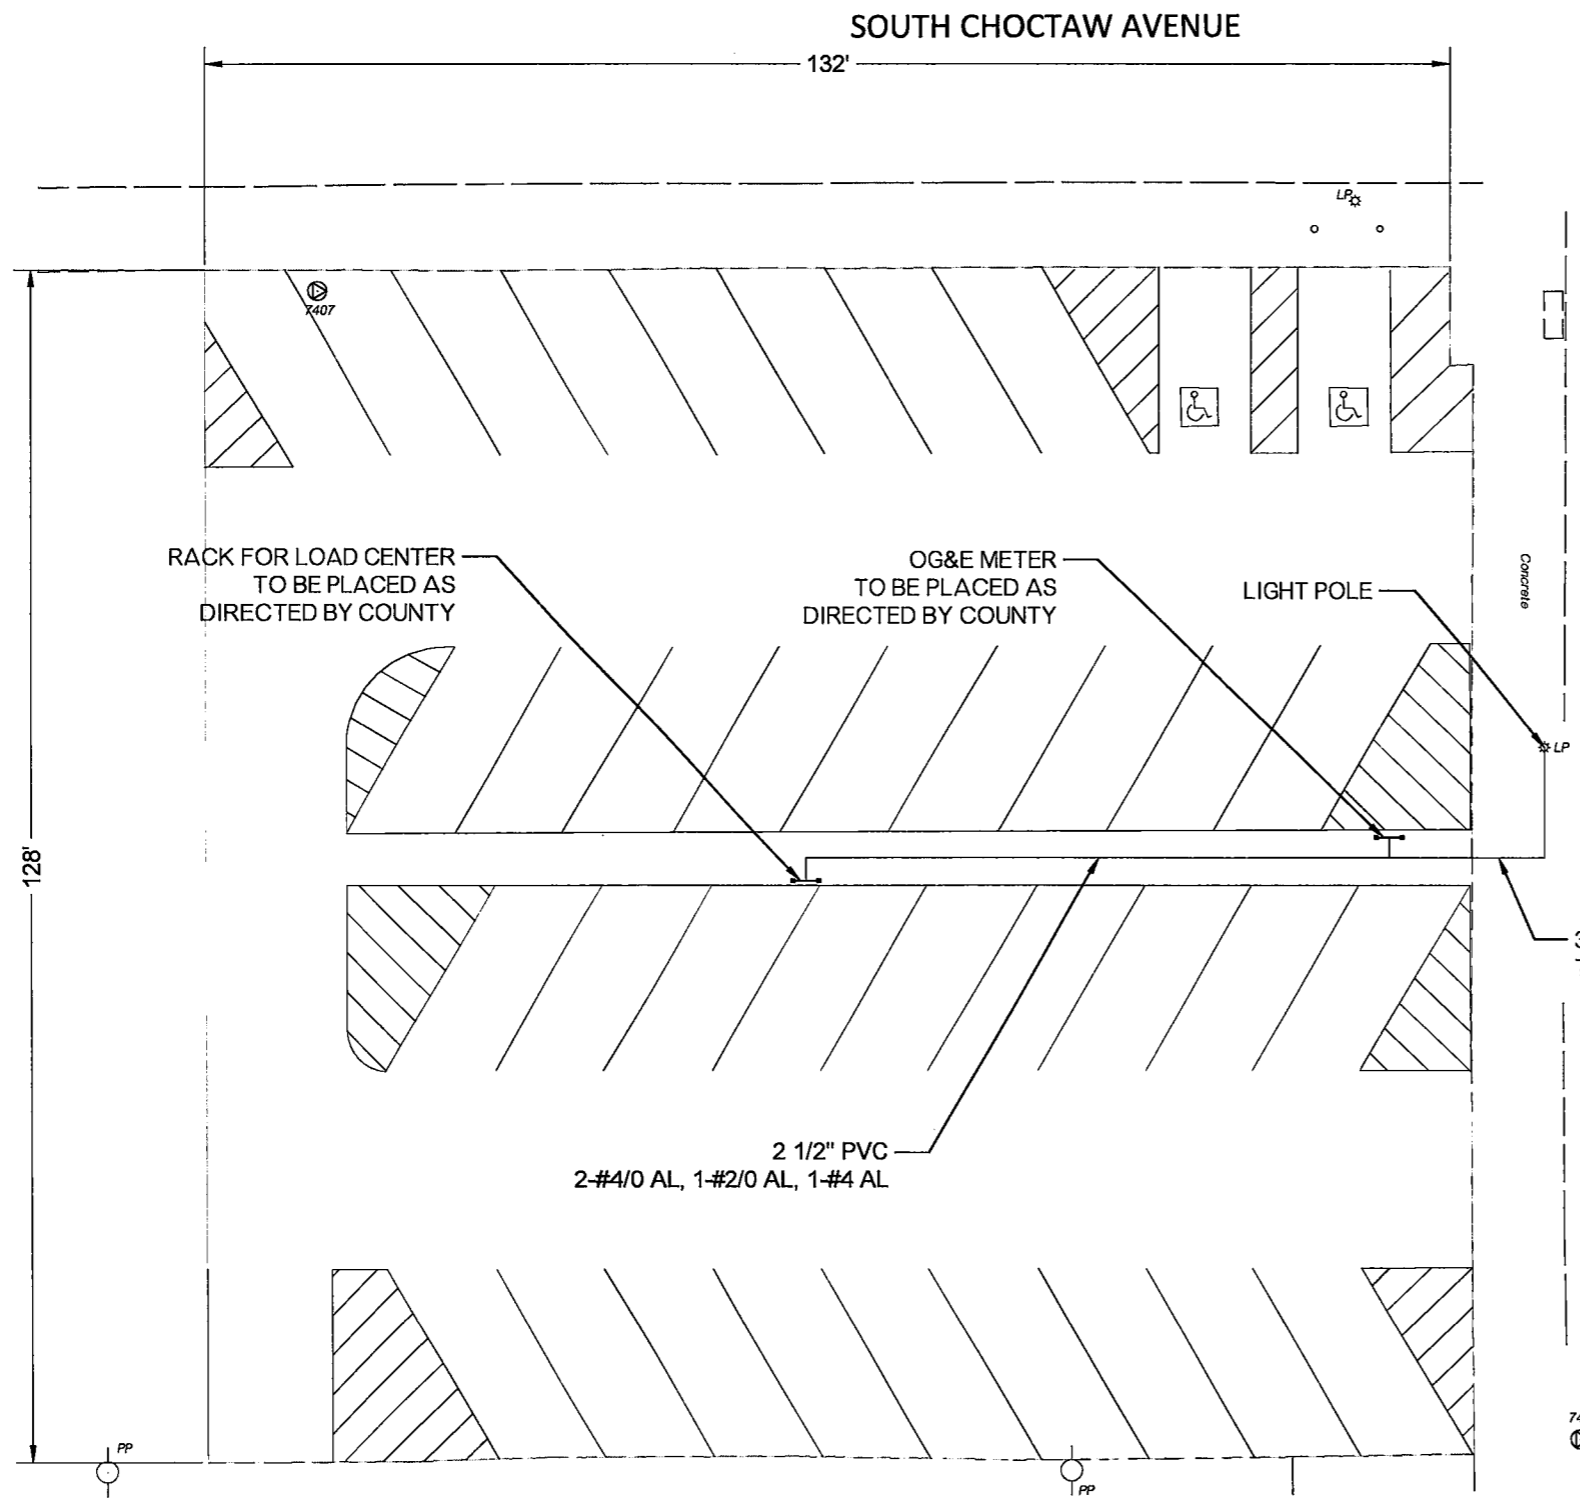 SOUTH CHOCTAW AVENUE
132'
LP
7407
RACK FOR LOAD CENTER
TO BE PLACED AS
DIRECTED BY COUNTY
OG&E METER
TO BE PLACED AS
DIRECTED BY COUNTY
LIGHT POLE
Concrete
LP
128'
2 1/2" PVC
2-#4/0 AL, 1-#2/0 AL, 1-#4 AL
PP
PP